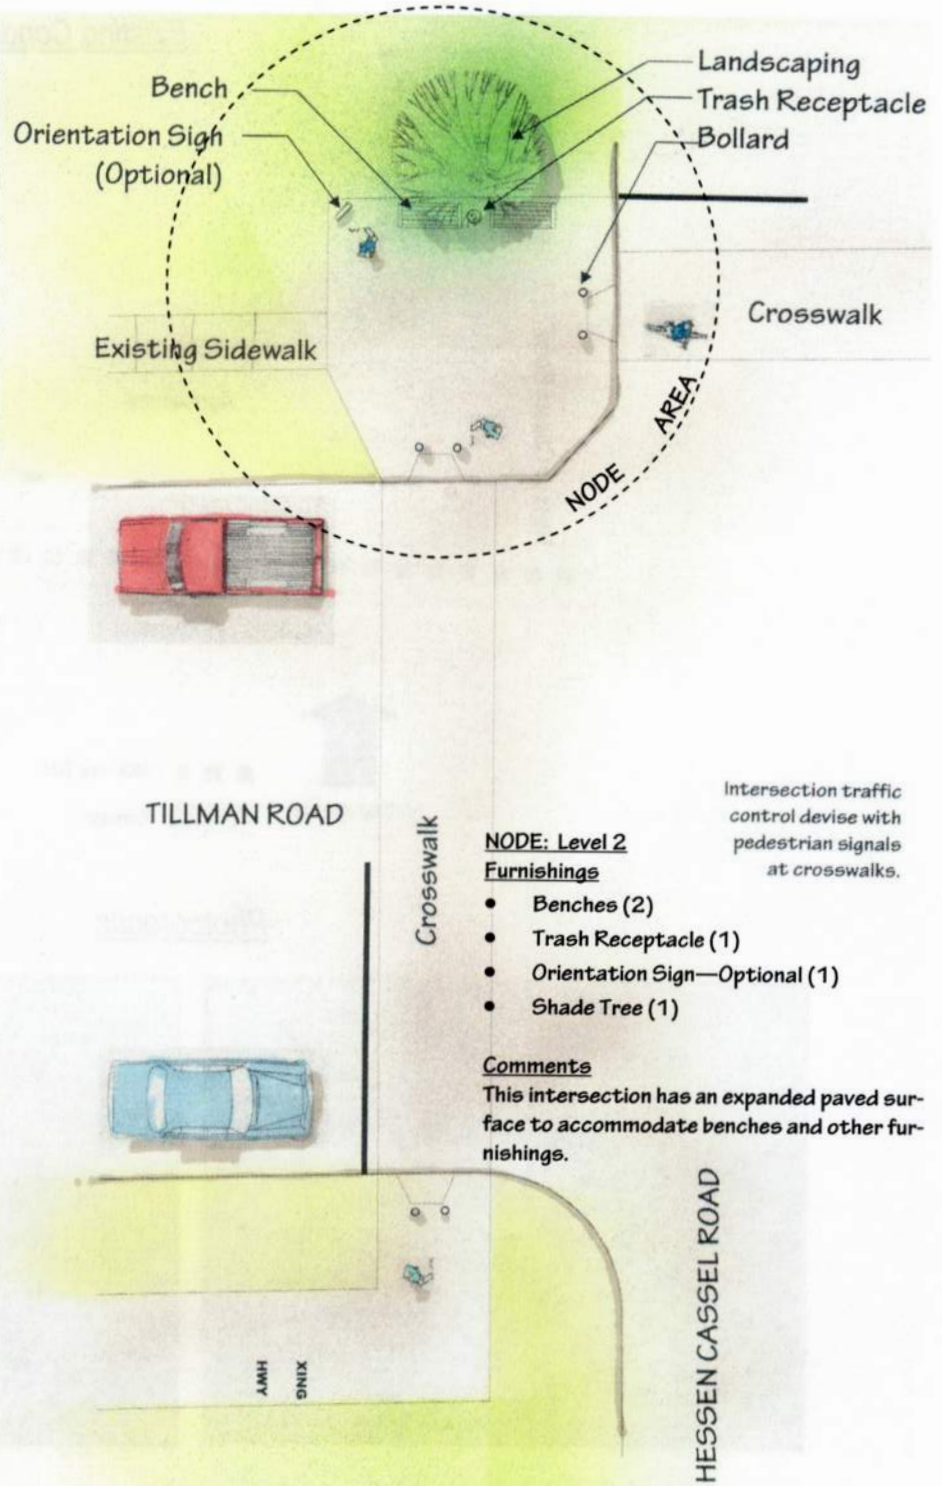 Landscaping
Bench
Trash Receptacle
Orientation Sigh
(Optional)
Bollard
Crosswalk
Existing Sidewalk
NODE AREA
TILLMAN ROAD
Crosswalk
Intersection traffic
control devise with
pedestrian signals
at crosswalks.
NODE: Level 2
Furnishings
• Benches (2)
• Trash Receptacle (1)
• Orientation Sign—Optional (1)
• Shade Tree (1)
Comments
This intersection has an expanded paved sur-
face to accommodate benches and other fur-
nishings.
HESSEN CASSEL ROAD
HWY
XING